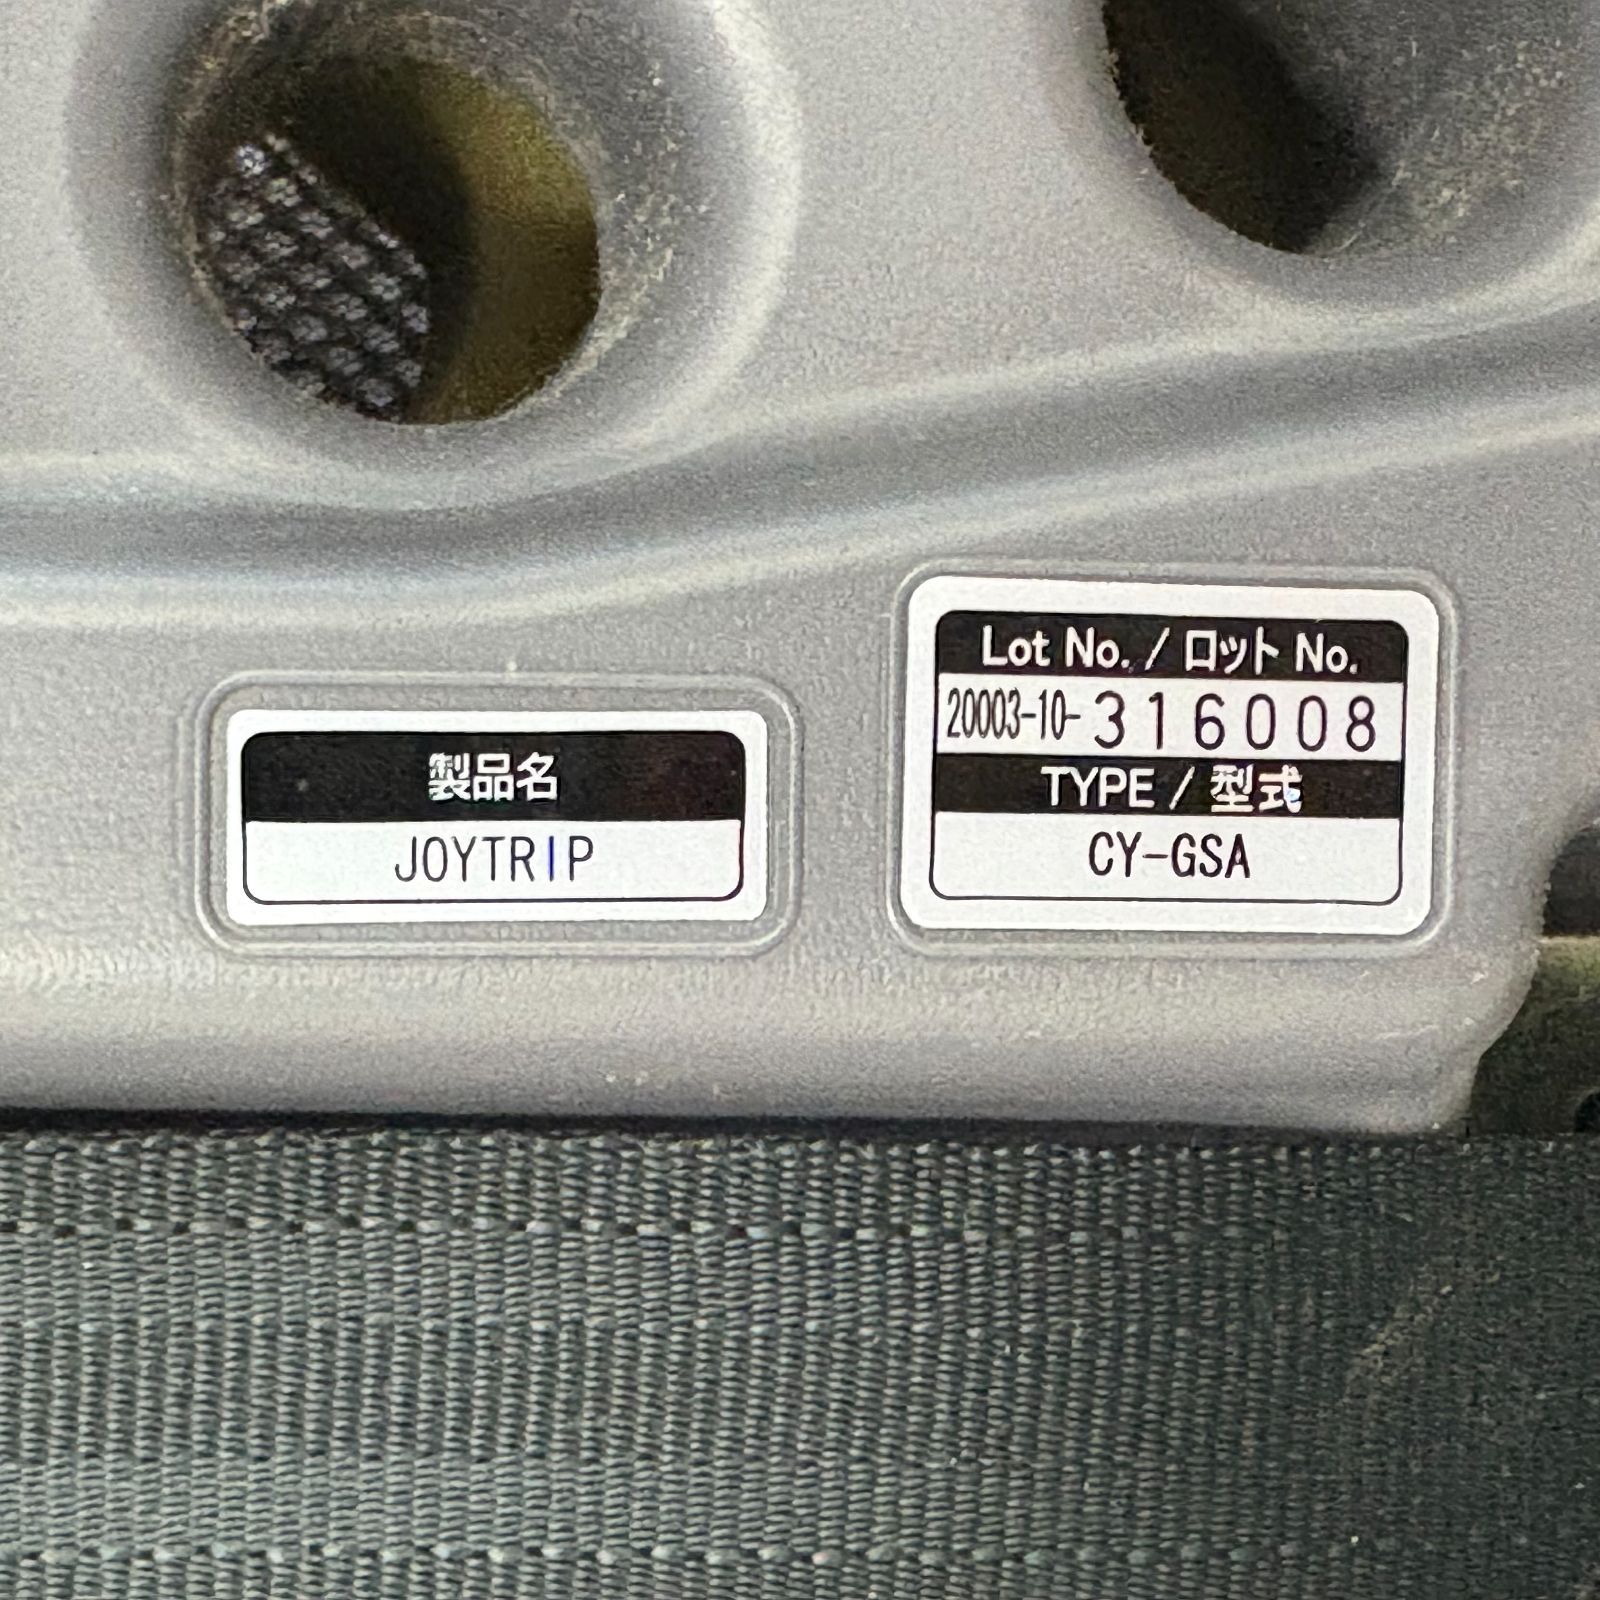 製品名
JOYTRIP
Lot No. / ロット No.
20003-10-316008
TYPE / 型式
CY-GSA